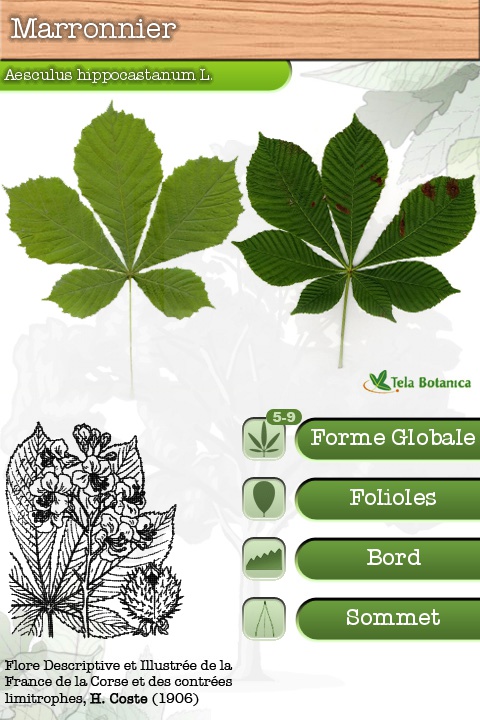 Marronnier
Aesculus hippocastanum L.
Tela Botanica
5-9
Forme Globale
Folioles
Bord
Sommet
Flore Descriptive et Illustrée de la
France de la Corse et des contrées
limitrophes, H. Coste (1906)